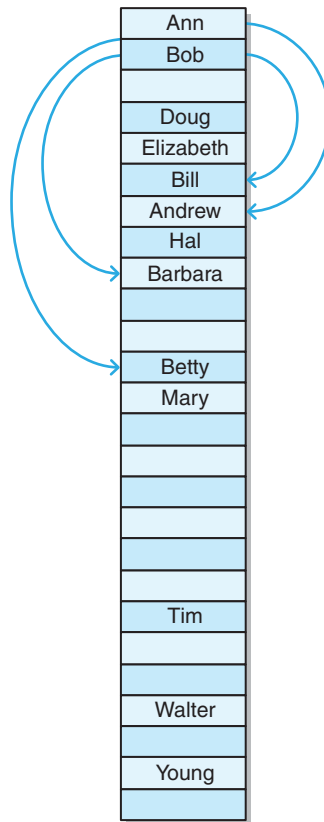 Ann
Bob
Doug
Elizabeth
Bill
Andrew
Hal
Barbara
Betty
Mary
Tim
Walter
Young